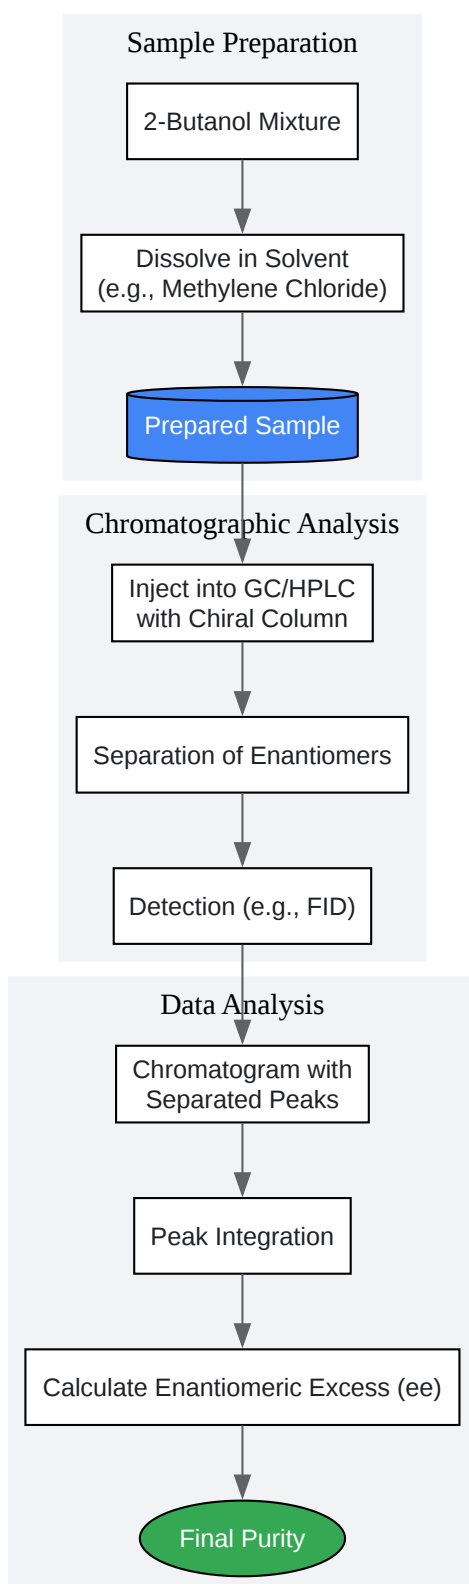 Sample Preparation
2-Butanol Mixture
Dissolve in Solvent
(e.g., Methylene Chloride)
Prepared Sample
Chromatographic Analysis
Inject into GC/HPLC
with Chiral Column
Separation of Enantiomers
Detection (e.g., FID)
Data Analysis
Chromatogram with
Separated Peaks
Peak Integration
Calculate Enantiomeric Excess (ee)
Final Purity